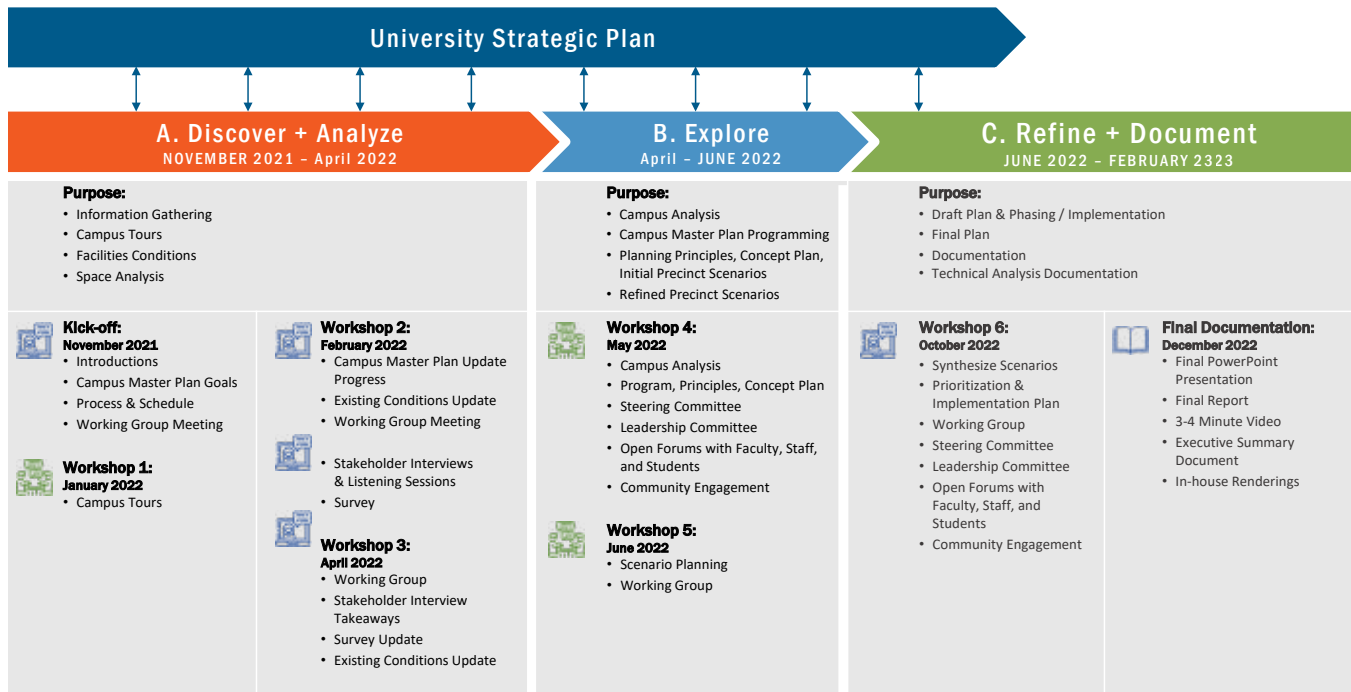 University Strategic Plan
A. Discover + Analyze
NOVEMBER 2021 – April 2022
B. Explore
April – JUNE 2022
C. Refine + Document
JUNE 2022 – FEBRUARY 2323
Purpose:
• Information Gathering
• Campus Tours
• Facilities Conditions
• Space Analysis
Purpose:
• Campus Analysis
• Campus Master Plan Programming
• Planning Principles, Concept Plan,
Initial Precinct Scenarios
• Refined Precinct Scenarios
Purpose:
• Draft Plan & Phasing / Implementation
• Final Plan
• Documentation
• Technical Analysis Documentation
Kick-off:
November 2021
• Introductions
• Campus Master Plan Goals
• Process & Schedule
• Working Group Meeting
Workshop 1:
January 2022
• Campus Tours
Workshop 2:
February 2022
• Campus Master Plan Update
Progress
• Existing Conditions Update
• Working Group Meeting
• Stakeholder Interviews
& Listening Sessions
• Survey
Workshop 3:
April 2022
• Working Group
• Stakeholder Interview
Takeaways
• Survey Update
• Existing Conditions Update
Workshop 4:
May 2022
• Campus Analysis
• Program, Principles, Concept Plan
• Steering Committee
• Leadership Committee
• Open Forums with Faculty, Staff,
and Students
• Community Engagement
Workshop 5:
June 2022
• Scenario Planning
• Working Group
Workshop 6:
October 2022
• Synthesize Scenarios
• Prioritization &
Implementation Plan
• Working Group
• Steering Committee
• Leadership Committee
• Open Forums with
Faculty, Staff, and
Students
• Community Engagement
Final Documentation:
December 2022
• Final PowerPoint
Presentation
• Final Report
• 3-4 Minute Video
• Executive Summary
Document
• In-house Renderings